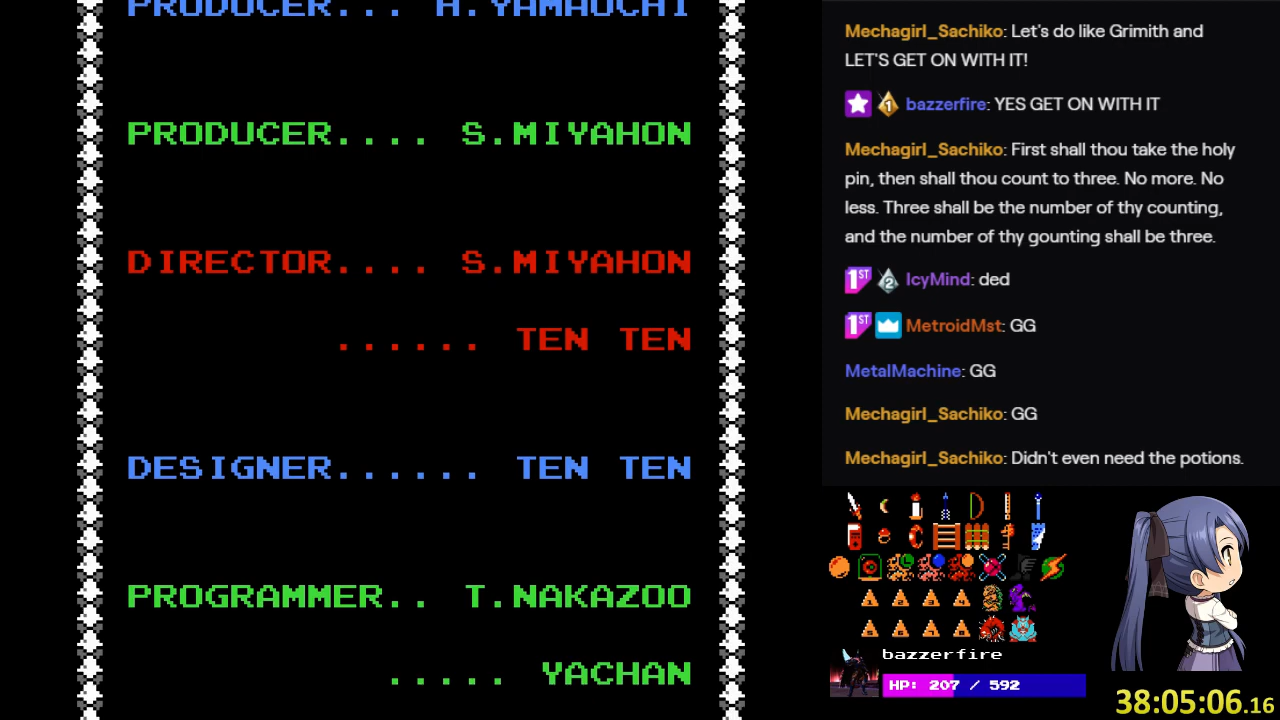 PRODUCER... H.YAMAUCHI
PRODUCER.... S.MIYAHON
DIRECTOR.... S.MIYAHON
...... TEN TEN
DESIGNER...... TEN TEN
PROGRAMMER.. T.NAKAZOO
..... YACHAN
Mechagirl_Sachiko: Let's do like Grimith and
LET'S GET ON WITH IT!
bazzerfire: YES GET ON WITH IT
Mechagirl_Sachiko: First shall thou take the holy
pin, then shall thou count to three. No more. No
less. Three shall be the number of thy counting,
and the number of thy gounting shall be three.
1ST 2 IcyMind: ded
1ST MetroidMst: GG
MetalMachine: GG
Mechagirl_Sachiko: GG
Mechagirl_Sachiko: Didn't even need the potions.
bazzerfire
HP: 207 / 592
38:05:06.16